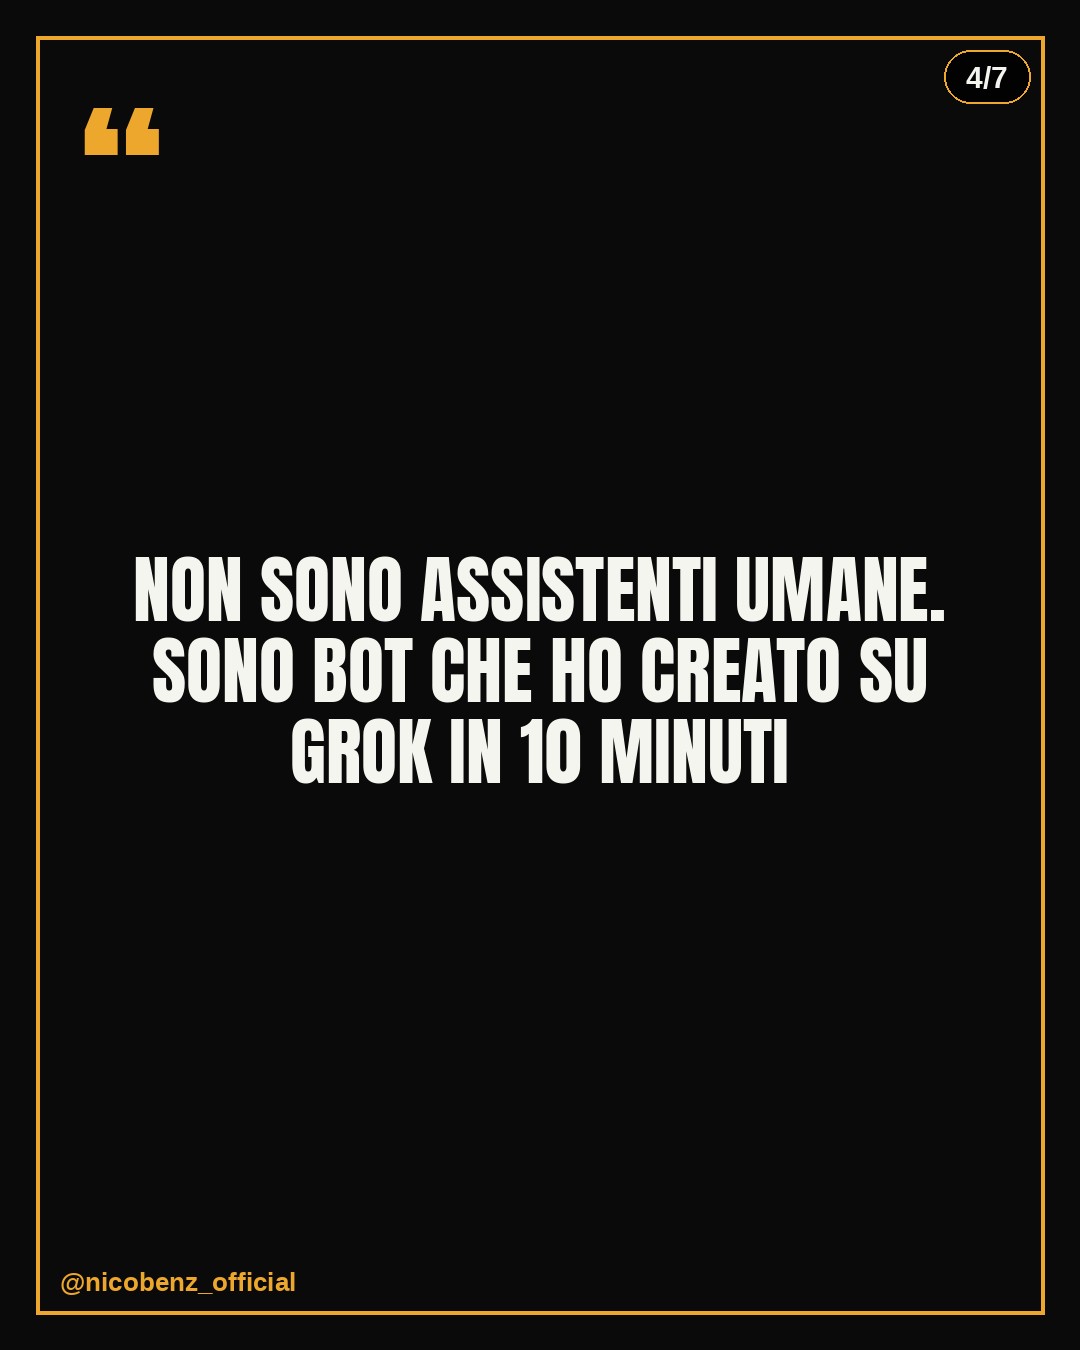 4/7
“
NON SONO ASSISTENTI UMANE.
SONO BOT CHE HO CREATO SU
GROK IN 10 MINUTI
@nicobenz_official